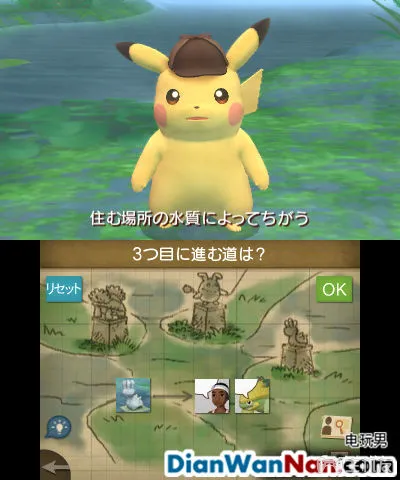 住む場所の水質によってちがう
3つ目に進む道は？
リセット
OK
电玩男
DianWanNan.com